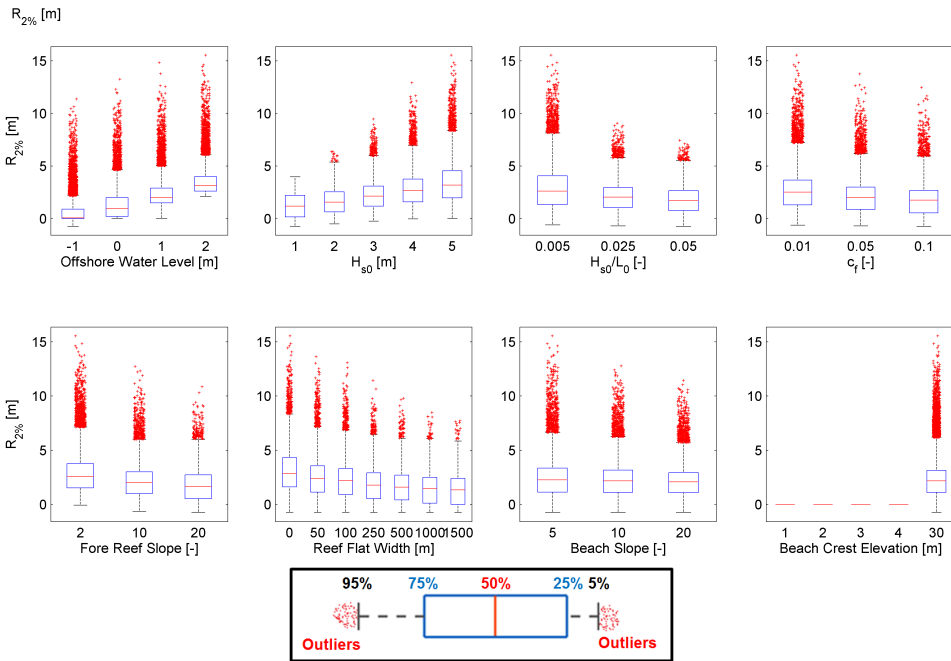 R2% [m]
R2% [m]
15
10
5
0
-1 0 1 2
Offshore Water Level [m]
15
10
5
0
1 2 3 4 5
Hs0 [m]
15
10
5
0
0.005 0.025 0.05
Hs0/L0 [-]
15
10
5
0
0.01 0.05 0.1
cf [-]
R2% [m]
15
10
5
0
2 10 20
Fore Reef Slope [-]
15
10
5
0
0 50 100 250 500 1000 1500
Reef Flat Width [m]
15
10
5
0
5 10 20
Beach Slope [-]
15
10
5
0
1 2 3 4 30
Beach Crest Elevation [m]
95% 75% 50% 25% 5%
Outliers Outliers